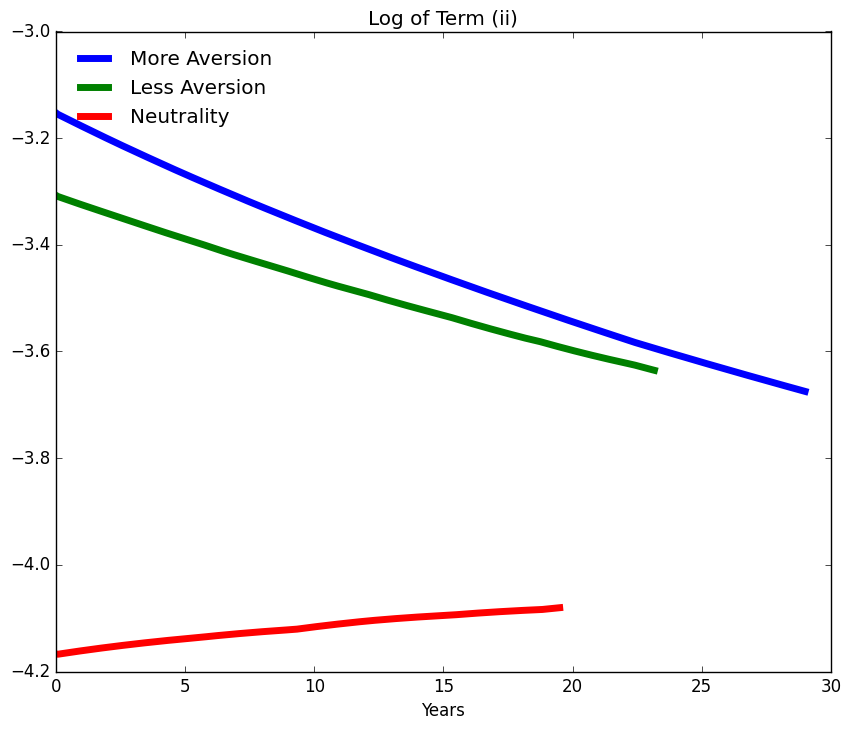 Log of Term (ii)
More Aversion
Less Aversion
Neutrality
−3.0
−3.2
−3.4
−3.6
−3.8
−4.0
−4.2
0 5 10 15 20 25 30
Years